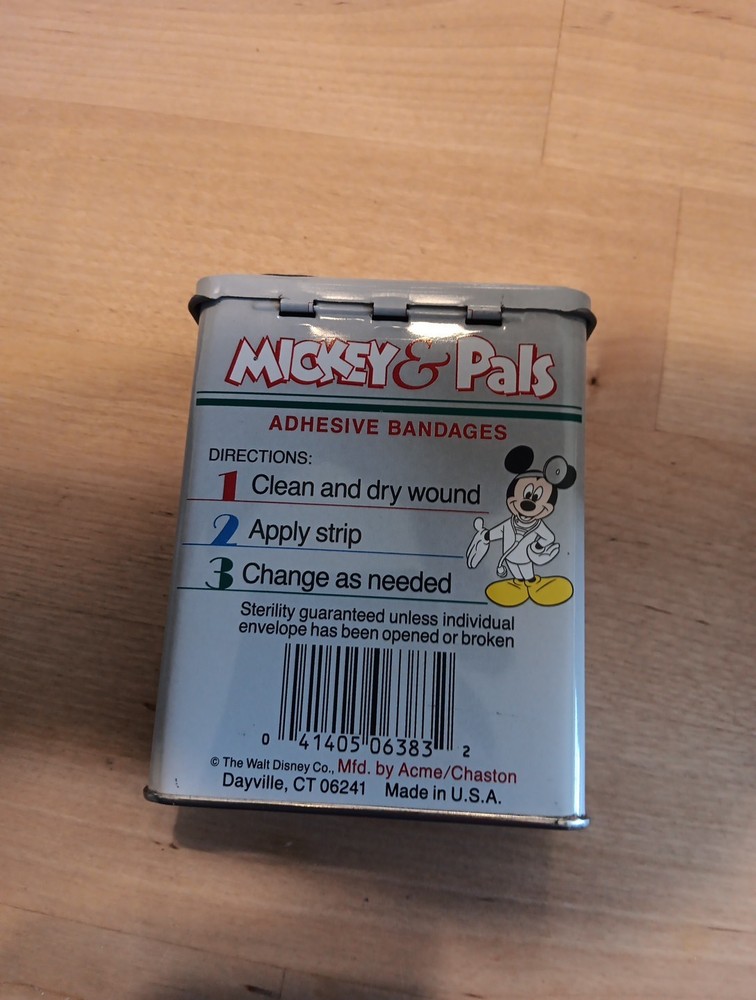 MICKEY & Pals
ADHESIVE BANDAGES
DIRECTIONS:
1 Clean and dry wound
2 Apply strip
3 Change as needed
Sterility guaranteed unless individual
envelope has been opened or broken
0 41405 06383 2
© The Walt Disney Co., Mfd. by Acme/Chaston
Dayville, CT 06241 Made in U.S.A.